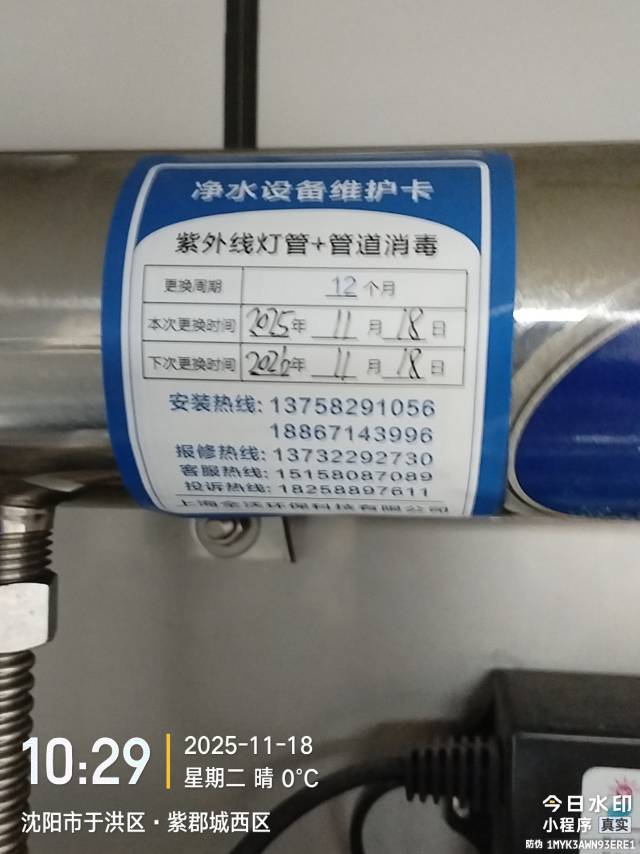 净水设备维护卡
紫外线灯管+管道消毒
更换周期 12个月
本次更换时间 2025年 11月 18日
下次更换时间 2026年 11月 18日
安装热线: 13758291056
18867143996
报修热线: 13732292730
客服热线: 15158087089
投诉热线: 18258897611
10:29
2025-11-18
星期二 晴 0°C
沈阳市于洪区·紫郡城西区
今日水印
小程序 真实
防伪 1MYK3AWN93ERE1